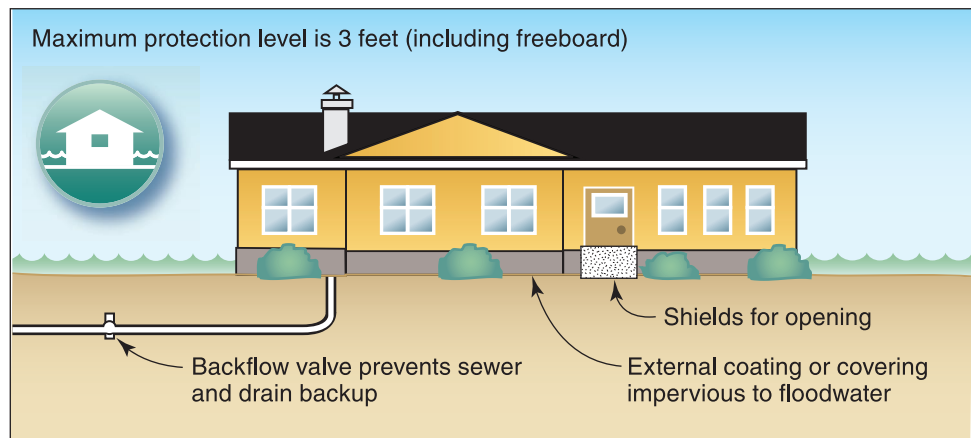 Maximum protection level is 3 feet (including freeboard)
Shields for opening
Backflow valve prevents sewer
and drain backup
External coating or covering
impervious to floodwater